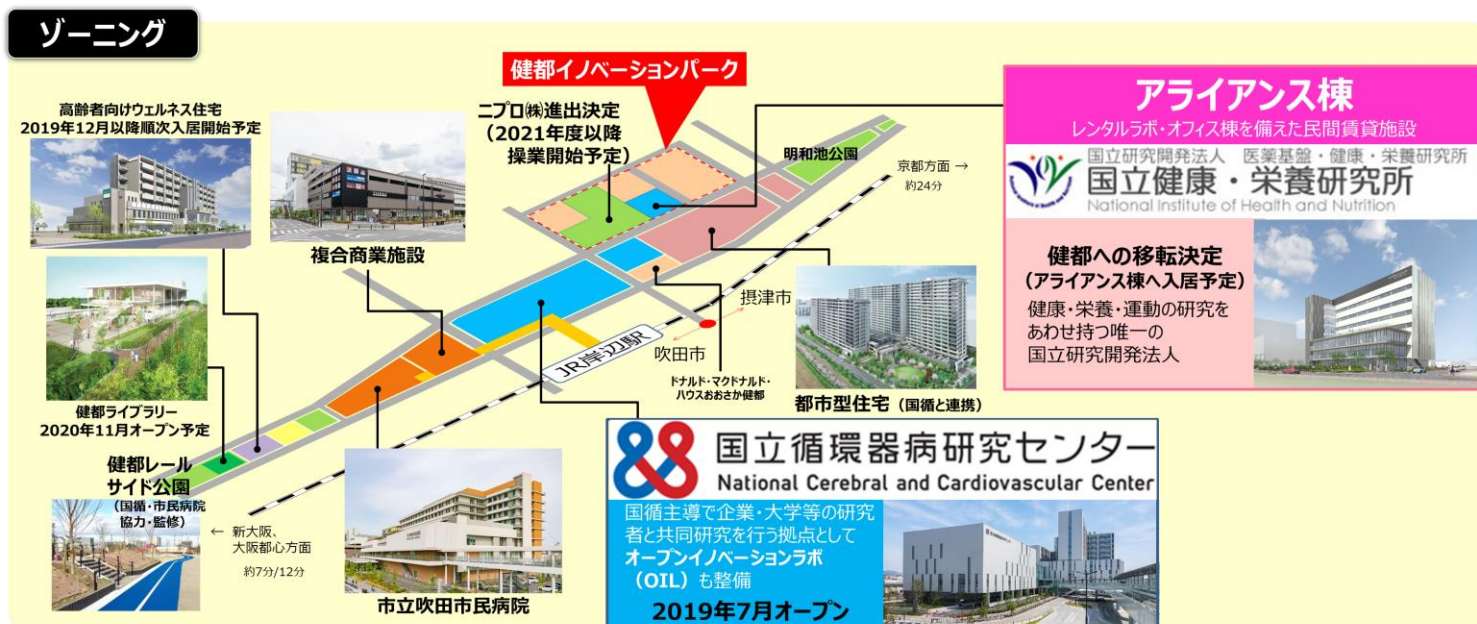 ゾーニング
高齢者向けウェルネス住宅
2019年12月以降順次入居開始予定
複合商業施設
健都イノベーションパーク
ニプロ㈱進出決定
（2021年度以降
操業開始予定）
明和池公園
京都方面 →
約24分
アライアンス棟
レンタルラボ・オフィス棟を備えた民間賃貸施設
国立研究開発法人 医薬基盤・健康・栄養研究所
国立健康・栄養研究所
National Institute of Health and Nutrition
健都への移転決定
（アライアンス棟へ入居予定）
健康・栄養・運動の研究を
あわせ持つ唯一の
国立研究開発法人
健都ライブラリー
2020年11月オープン予定
健都レール
サイド公園
（国循・市民病院
協力・監修）
← 新大阪、
大阪都心方面
約7分/12分
市立吹田市民病院
JR岸辺駅
摂津市
吹田市
ドナルド・マクドナルド・
ハウスおおさか健都
都市型住宅（国循と連携）
国立循環器病研究センター
National Cerebral and Cardiovascular Center
国循主導で企業・大学等の研究
者と共同研究を行う拠点として
オープンイノベーションラボ
（OIL）も整備
2019年7月オープン